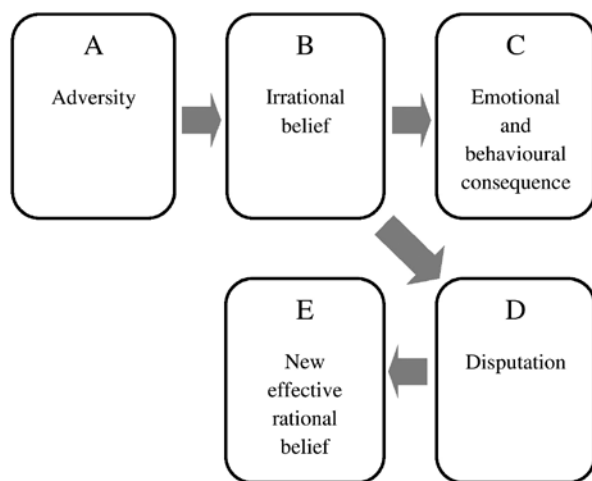 A
Adversity
B
Irrational
belief
C
Emotional
and
behavioural
consequence
E
New
effective
rational
belief
D
Disputation